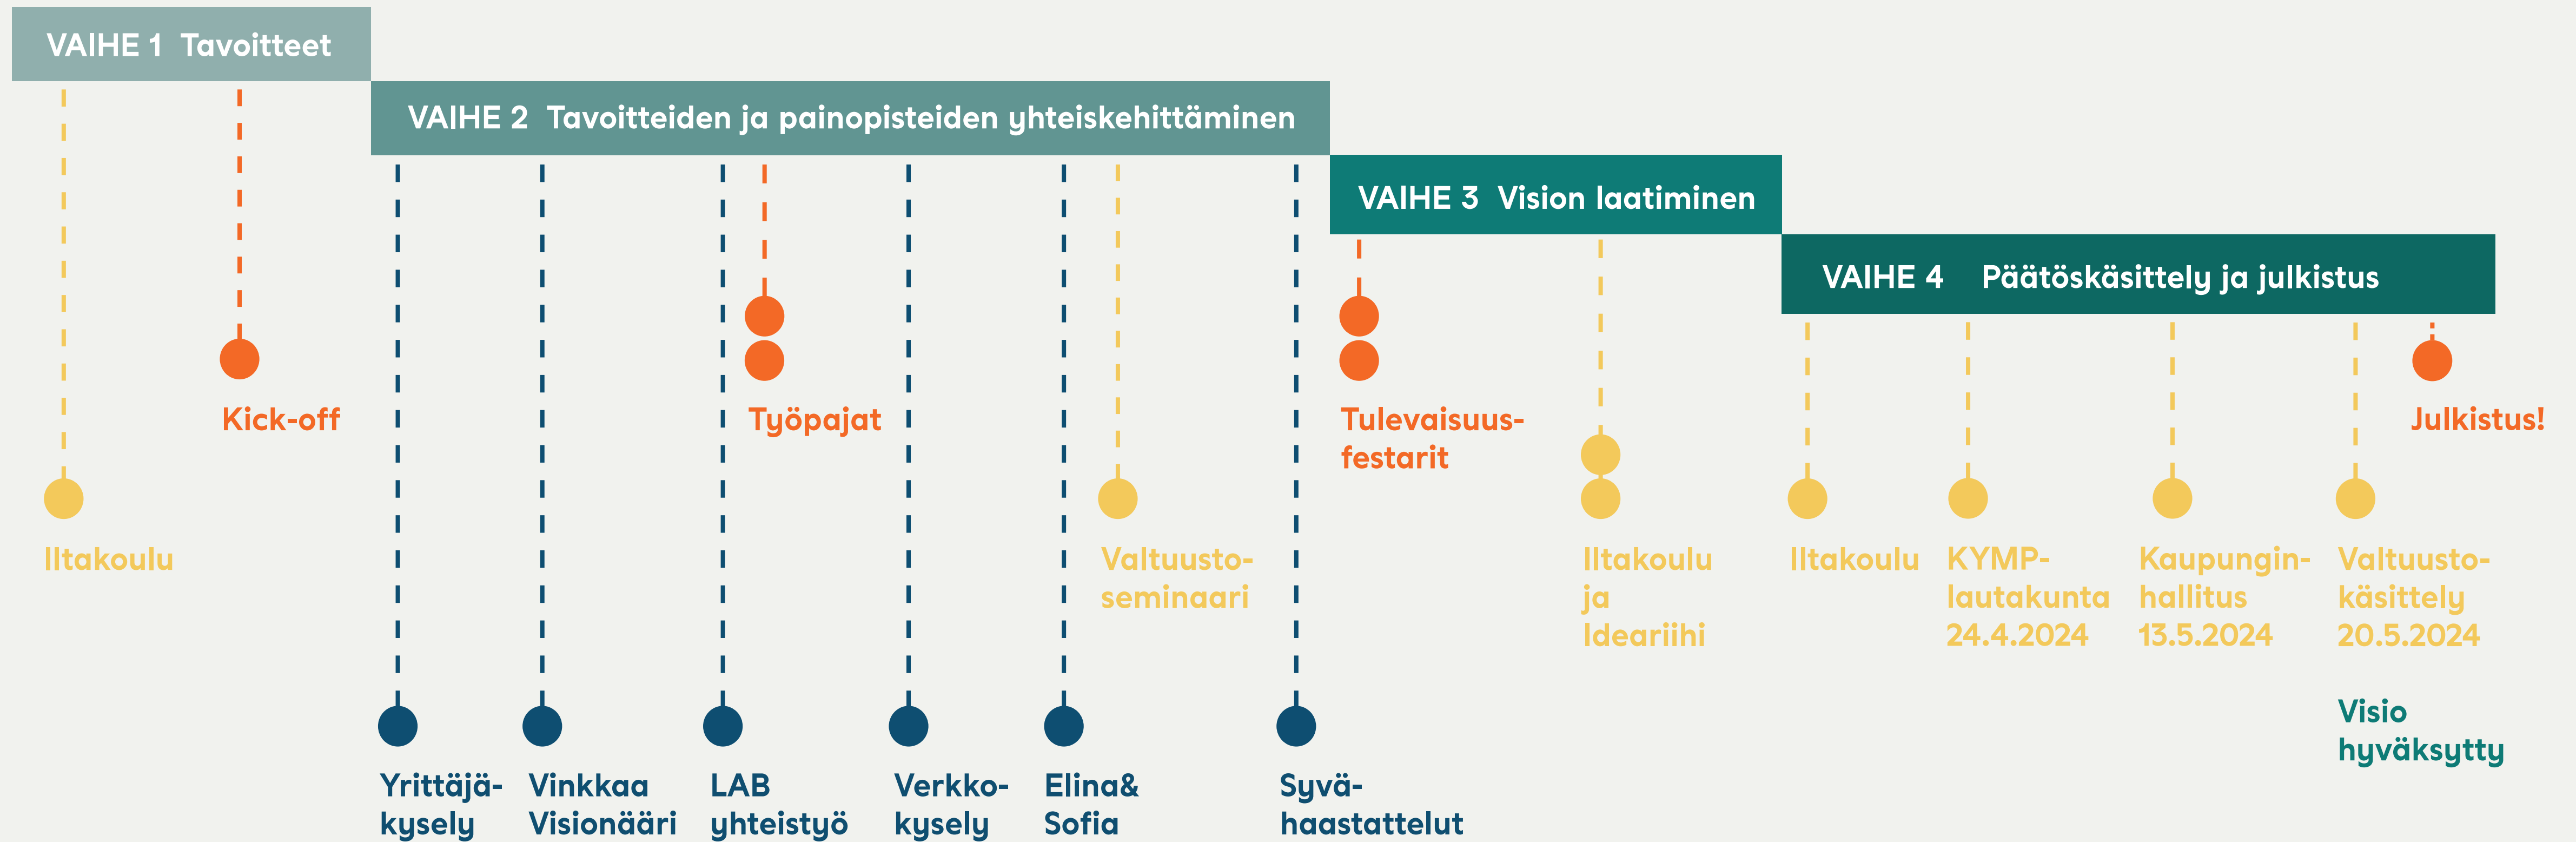 VAIHE 1 Tavoitteet
VAIHE 2 Tavoitteiden ja painopisteiden yhteiskehittäminen
VAIHE 3 Vision laatiminen
VAIHE 4 Päätöskäsittely ja julkistus
Kick-off
Työpajat
Tulevaisuus-
festarit
Julkistus!
Iltakoulu
Valtuusto-
seminaari
Iltakoulu
ja
Ideariihi
Iltakoulu
KYMP-
lautakunta
24.4.2024
Kaupungin-
hallitus
13.5.2024
Valtuusto-
käsittely
20.5.2024
Visio
hyväksytty
Yrittäjä-
kysely
Vinkkaa
Visionääri
LAB
yhteistyö
Verkko-
kysely
Elina&
Sofia
Syvä-
haastattelut